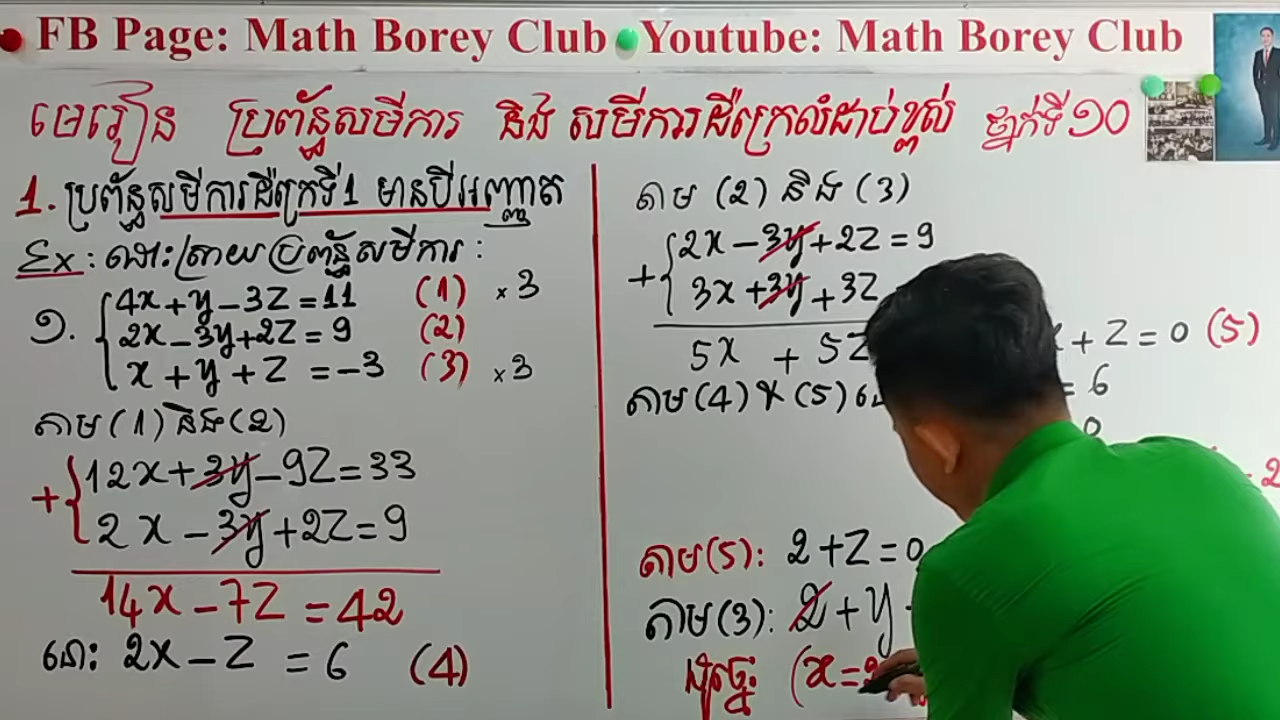 FB Page: Math Borey Club Youtube: Math Borey Club
មេរៀន ប្រព័ន្ធសមីការ និង សមីការដឺក្រេលំដាប់ខ្ពស់ ថ្នាក់ទី១០
1. ប្រព័ន្ធសមីការដឺក្រេទី1 មានបីអញ្ញាត
Ex : ដោះស្រាយប្រព័ន្ធសមីការ :
១. 4x + y - 3z = 11 (1) × 3
2x - 3y + 2z = 9 (2)
x + y + z = -3 (3) × 3
តាម (1) និង (2)
+ 12x + 3y - 9z = 33
2x - 3y + 2z = 9
14x - 7z = 42
នោះ 2x - z = 6 (4)
តាម (2) និង (3)
+ 2x - 3y + 2z = 9
3x + 3y + 3z
5x + 5z
x + z = 0 (5)
តាម (4) × (5)
= 6
0
- 2
តាម (5): 2 + z = 0
តាម (3): 2 + y
ដូច្នេះ (x =